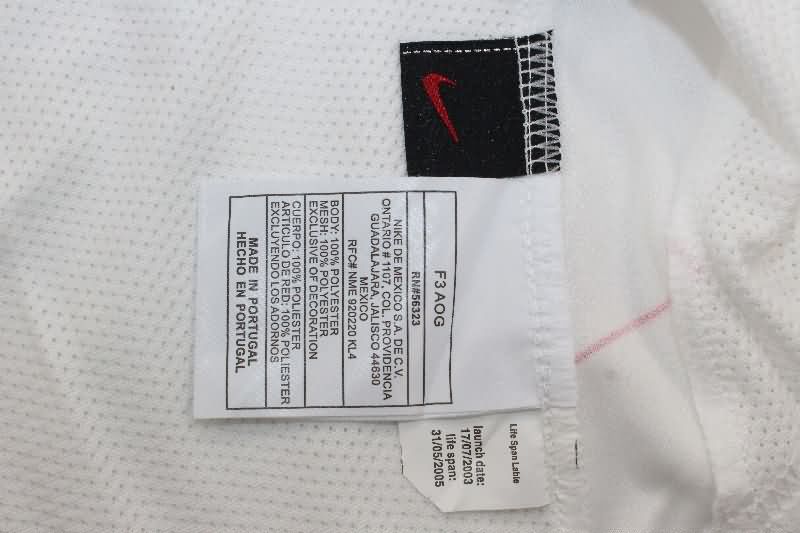 F3 AOG
RN#56323
NIKE DE MEXICO S.A. DE C.V.
ONTARIO # 1107, COL. PROVIDENCIA
GUADALAJARA, JALISCO 44630
MEXICO
RFC# NME 920220 KL4
BODY: 100% POLYESTER
MESH: 100% POLYESTER
EXCLUSIVE OF DECORATION
CUERPO: 100% POLIESTER
ARTICULO DE RED: 100% POLIESTER
EXCLUYENDO LOS ADORNOS
MADE IN PORTUGAL
HECHO EN PORTUGAL
Life Span Lable
launch date:
17/07/2003
life span:
31/05/2005